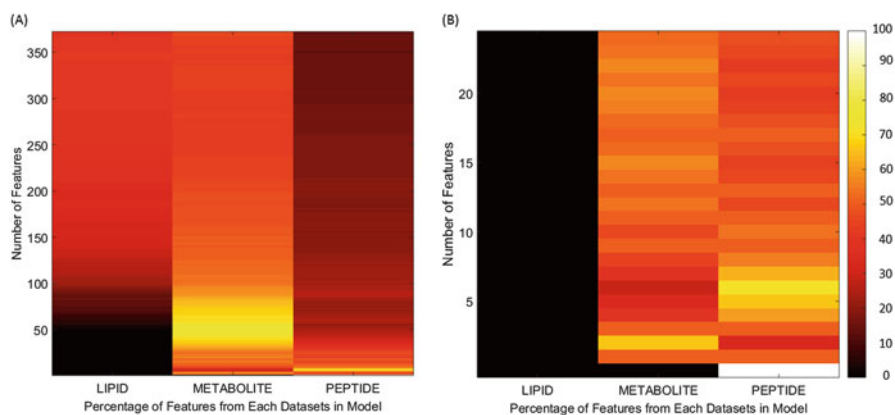 (A)
Number of Features
350
300
250
200
150
100
50
LIPID METABOLITE PEPTIDE
Percentage of Features from Each Datasets in Model
(B)
Number of Features
20
15
10
5
LIPID METABOLITE PEPTIDE
Percentage of Features from Each Datasets in Model
100
90
80
70
60
50
40
30
20
10
0